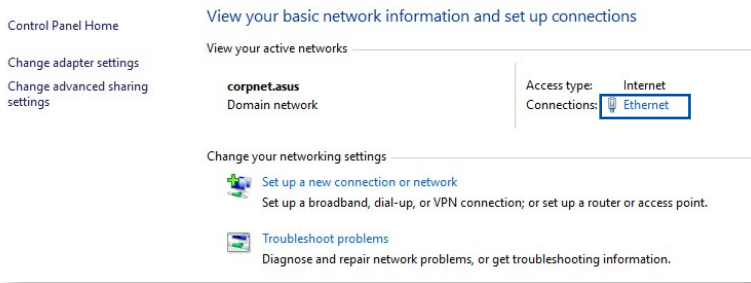 Control Panel Home
Change adapter settings
Change advanced sharing
settings
View your basic network information and set up connections
View your active networks
corpnet.asus
Domain network
Access type: Internet
Connections: Ethernet
Change your networking settings
Set up a new connection or network
Set up a broadband, dial-up, or VPN connection; or set up a router or access point.
Troubleshoot problems
Diagnose and repair network problems, or get troubleshooting information.